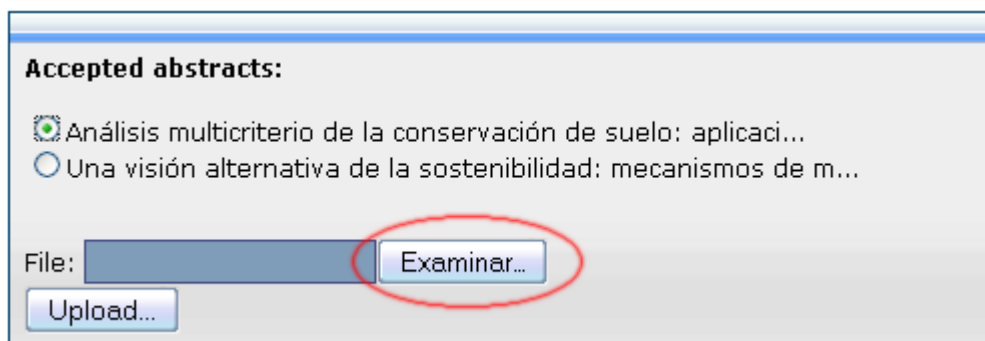 Accepted abstracts:
Análisis multicriterio de la conservación de suelo: aplicaci...
Una visión alternativa de la sostenibilidad: mecanismos de m...
File: Examinar...
Upload...